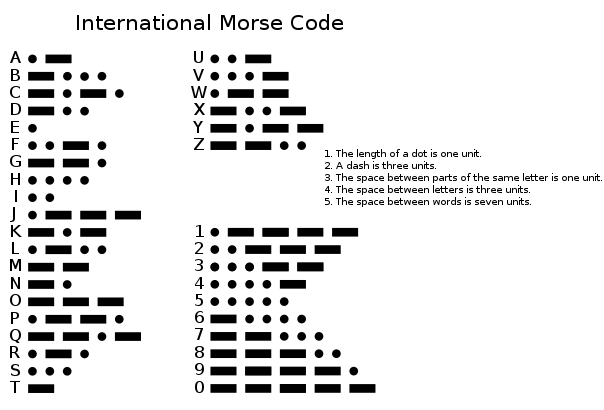 International Morse Code
A
B
C
D
E
F
G
H
I
J
K
L
M
N
O
P
Q
R
S
T
U
V
W
X
Y
Z
1. The length of a dot is one unit.
2. A dash is three units.
3. The space between parts of the same letter is one unit.
4. The space between letters is three units.
5. The space between words is seven units.
1
2
3
4
5
6
7
8
9
0